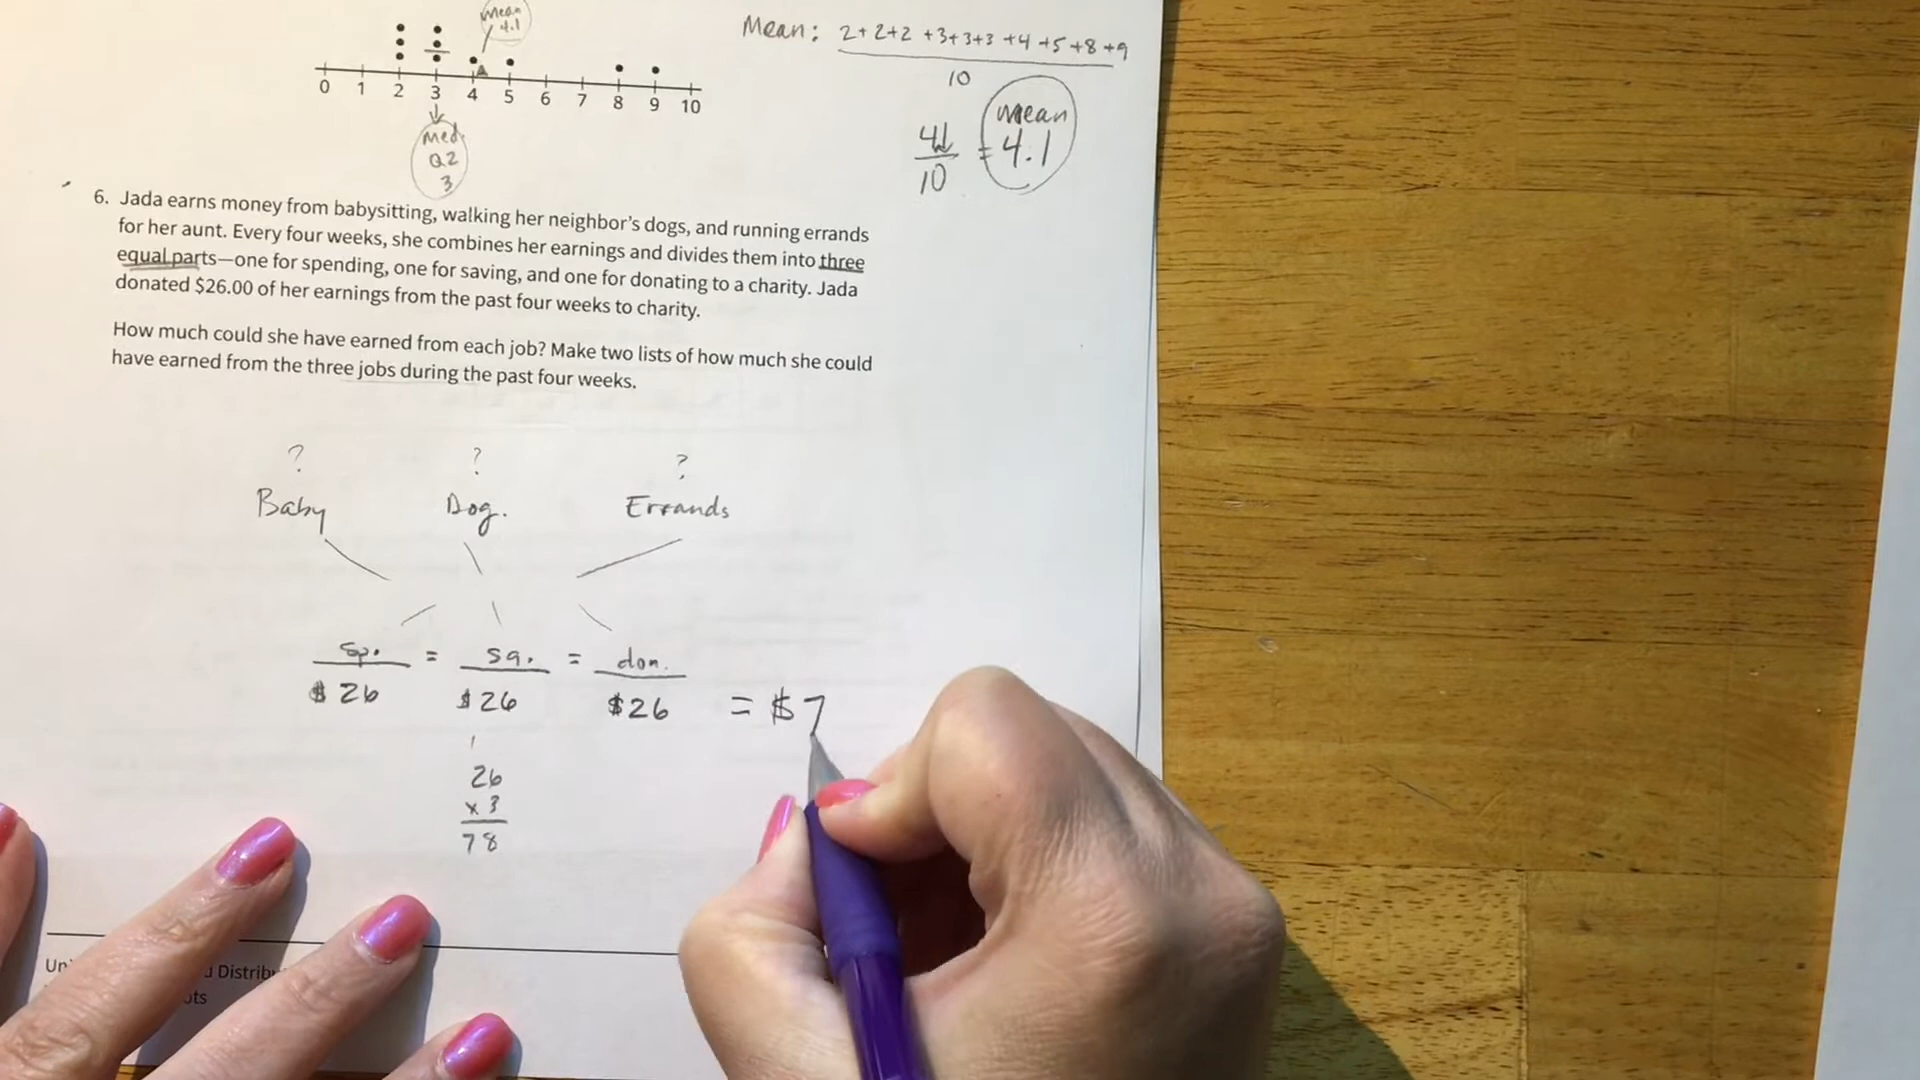 Mean 4.1
0 1 2 3 4 5 6 7 8 9 10
Med.
Q2
3
Mean: 2+2+2+3+3+3+4+5+8+9
10
41
10
= 4.1
mean
6. Jada earns money from babysitting, walking her neighbor's dogs, and running errands
for her aunt. Every four weeks, she combines her earnings and divides them into three
equal parts—one for spending, one for saving, and one for donating to a charity. Jada
donated $26.00 of her earnings from the past four weeks to charity.
How much could she have earned from each job? Make two lists of how much she could
have earned from the three jobs during the past four weeks.
? ? ?
Baby Dog. Errands
sp. = sa. = don.
$26 $26 $26 = $7
1
26
x 3
78
Distrib